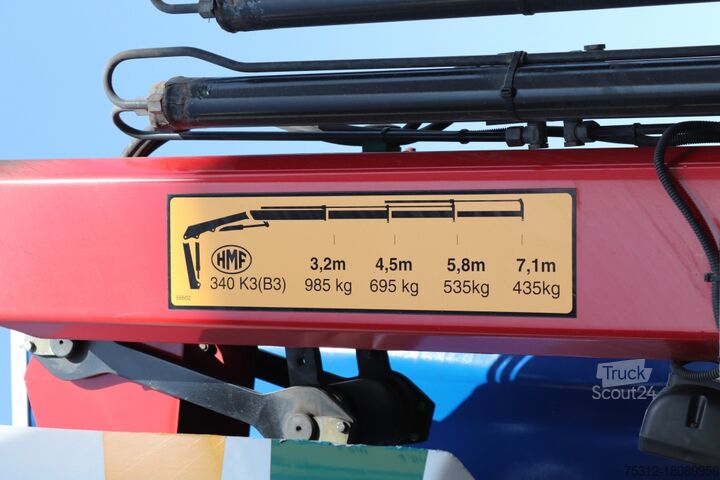 HMF
3,2m 4,5m 5,8m 7,1m
340 K3(B3) 985 kg 695 kg 535kg 435kg
66602
Truck
Scout24